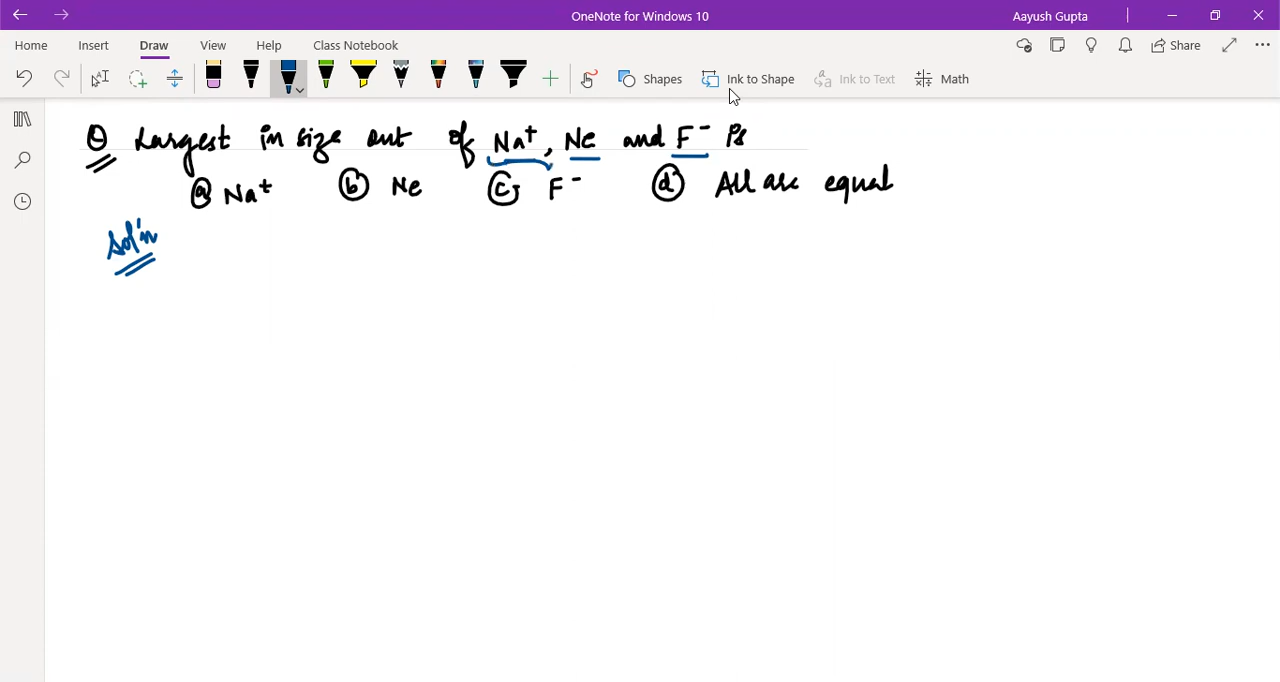 OneNote for Windows 10
Aayush Gupta
Home Insert Draw View Help Class Notebook
Share
Shapes Ink to Shape Ink to Text Math
Q Largest in size out of Na⁺, Ne and F⁻ is
(a) Na⁺ (b) Ne (c) F⁻ (d) All are equal
Sol'n